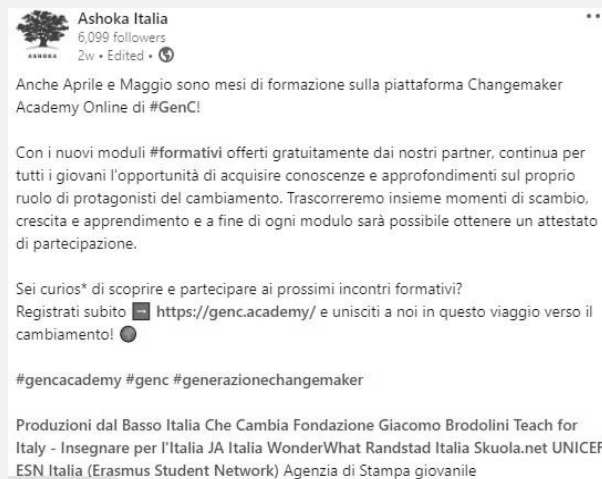 Ashoka Italia
6,099 followers
ASHOKA
2w • Edited •
Anche Aprile e Maggio sono mesi di formazione sulla piattaforma Changemaker
Academy Online di #GenC!
Con i nuovi moduli #formativi offerti gratuitamente dai nostri partner, continua per
tutti i giovani l'opportunità di acquisire conoscenze e approfondimenti sul proprio
ruolo di protagonisti del cambiamento. Trascorreremo insieme momenti di scambio,
crescita e apprendimento e a fine di ogni modulo sarà possibile ottenere un attestato
di partecipazione.
Sei curios* di scoprire e partecipare ai prossimi incontri formativi?
Registrati subito ➡ https://genc.academy/ e unisciti a noi in questo viaggio verso il
cambiamento!
#gencacademy #genc #generazionechangemaker
Produzioni dal Basso Italia Che Cambia Fondazione Giacomo Brodolini Teach for
Italy - Insegnare per l'Italia JA Italia WonderWhat Randstad Italia Skuola.net UNICEF
ESN Italia (Erasmus Student Network) Agenzia di Stampa giovanile